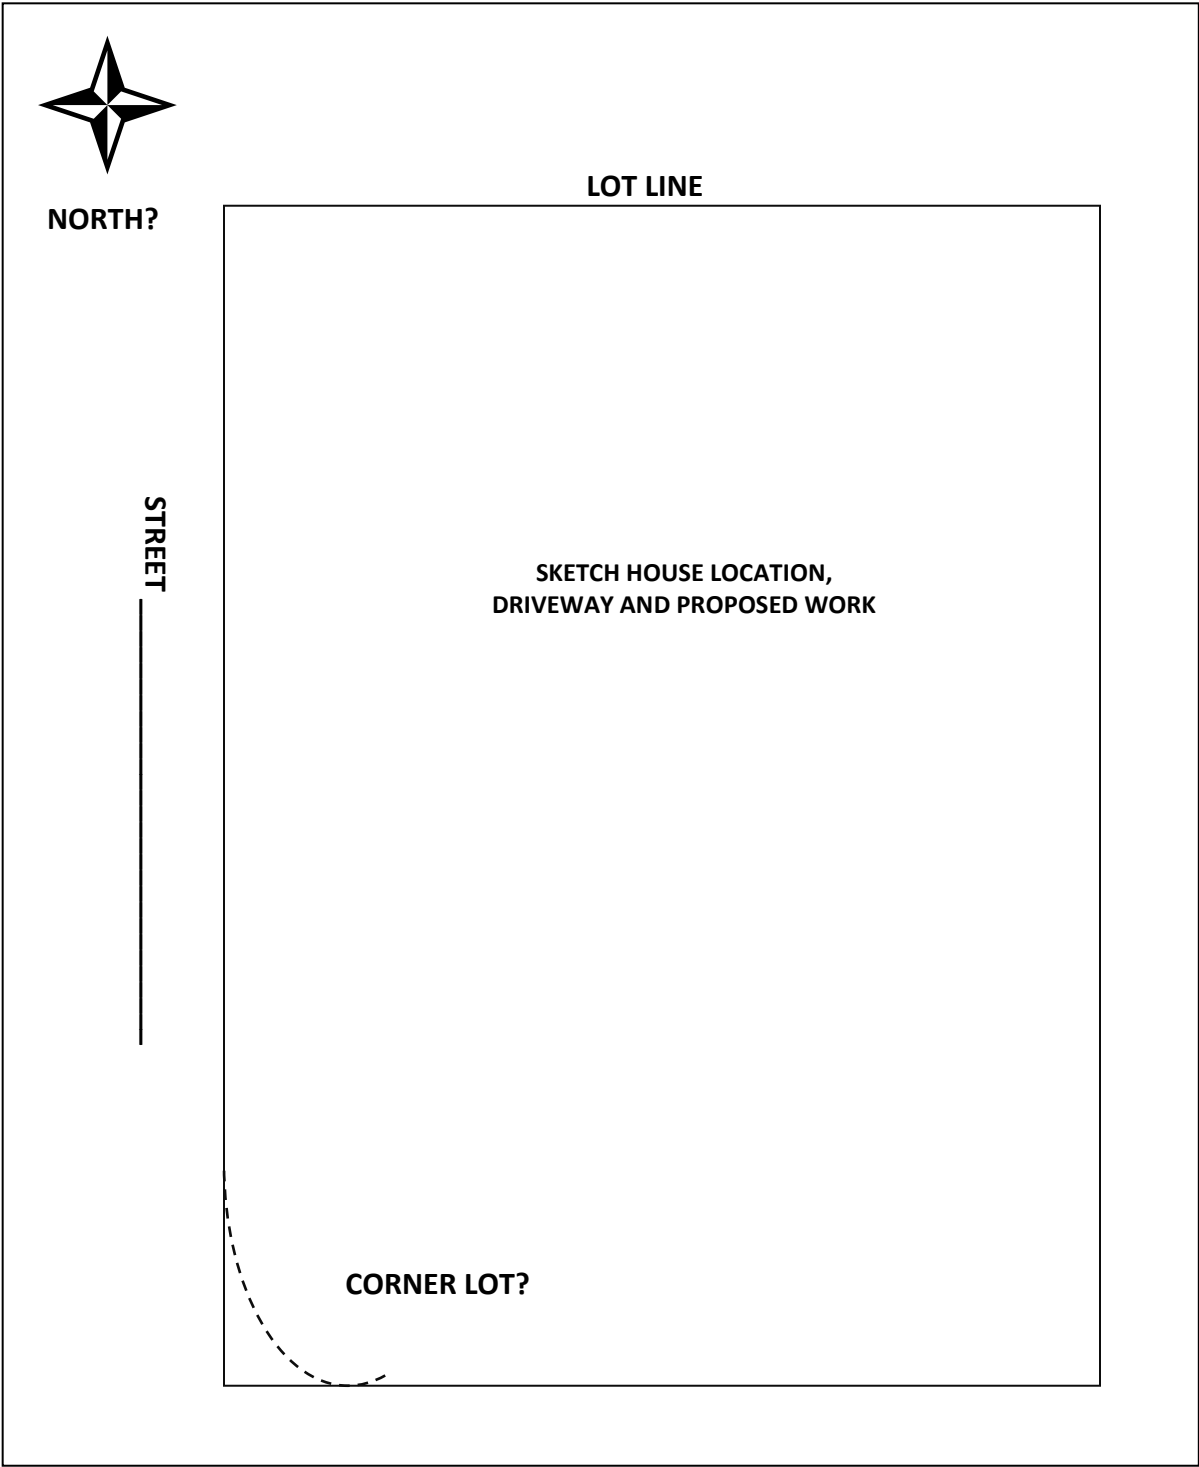 LOT LINE
NORTH?
STREET
SKETCH HOUSE LOCATION,
DRIVEWAY AND PROPOSED WORK
CORNER LOT?